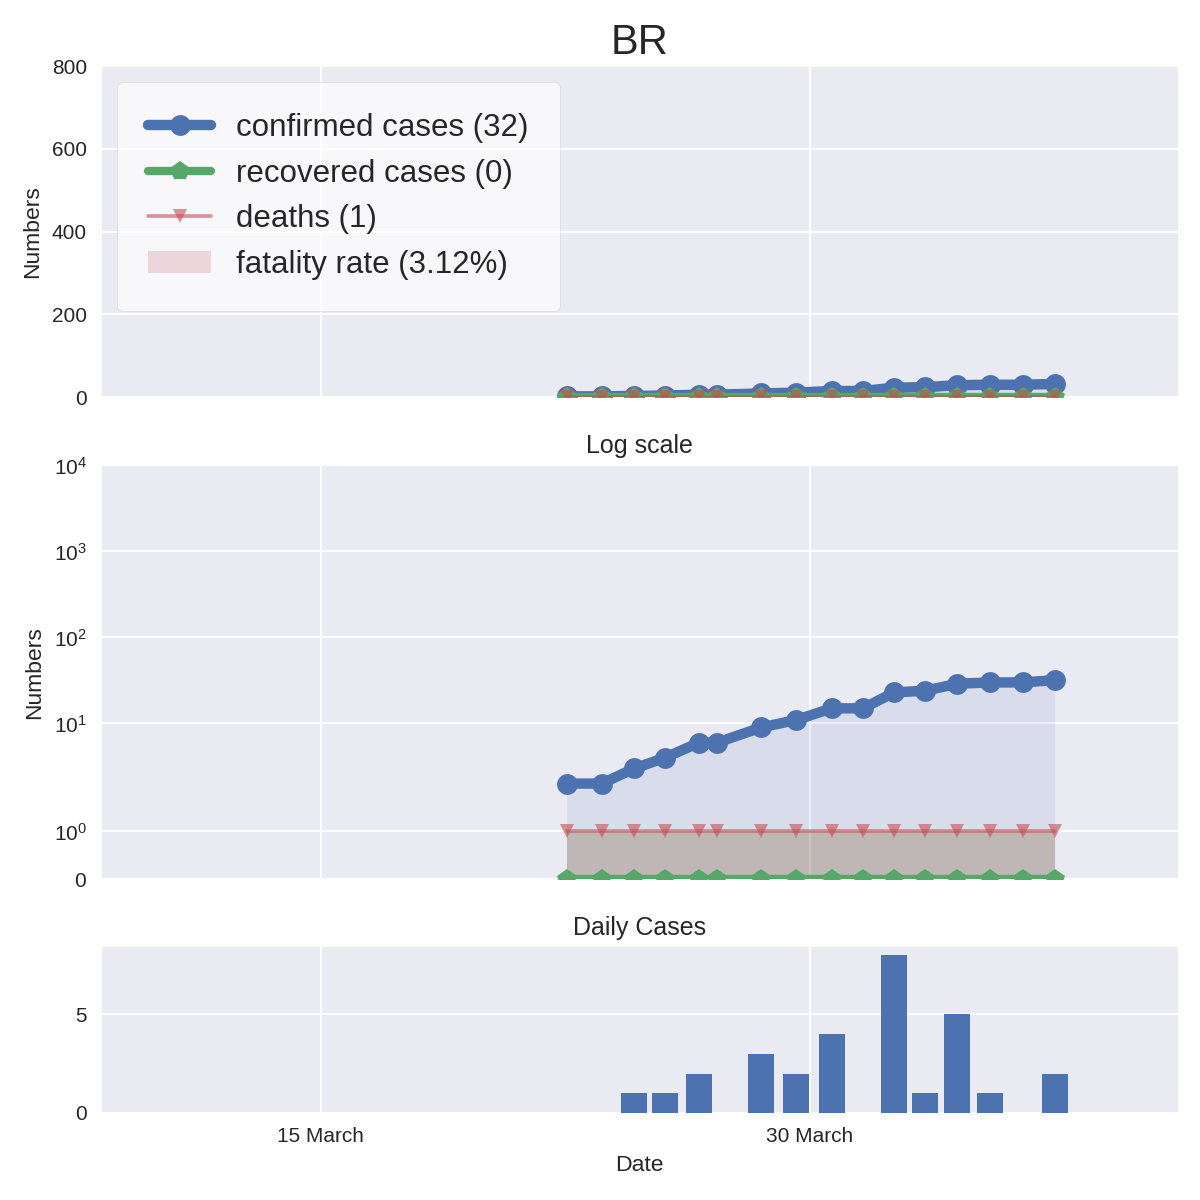 BR
800
600
400
200
0
Numbers
confirmed cases (32)
recovered cases (0)
deaths (1)
fatality rate (3.12%)
Log scale
10⁴
10³
10²
10¹
10⁰
0
Numbers
Daily Cases
5
0
15 March
30 March
Date